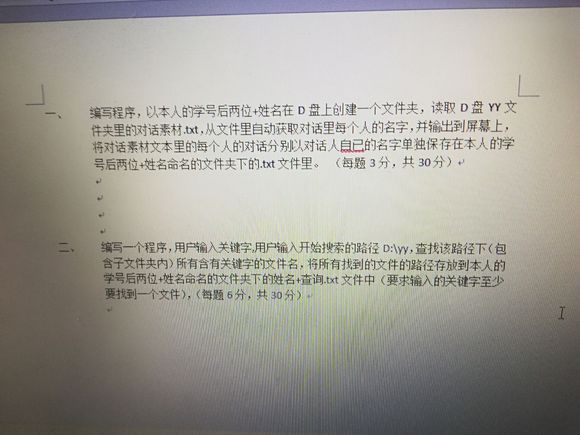 一、 编写程序，以本人的学号后两位+姓名在 D 盘上创建一个文件夹，读取 D 盘 YY 文
件夹里的对话素材.txt，从文件里自动获取对话里每个人的名字，并输出到屏幕上，
将对话素材文本里的每个人的对话分别以对话人自已的名字单独保存在本人的学
号后两位+姓名命名的文件夹下的.txt 文件里。 （每题 3 分，共 30 分）
二、 编写一个程序，用户输入关键字,用户输入开始搜索的路径 D:\yy，查找该路径下（包
含子文件夹内）所有含有关键字的文件名，将所有找到的文件的路径存放到本人的
学号后两位+姓名命名的文件夹下的姓名+查询.txt 文件中（要求输入的关键字至少
要找到一个文件），（每题 6 分，共 30 分）